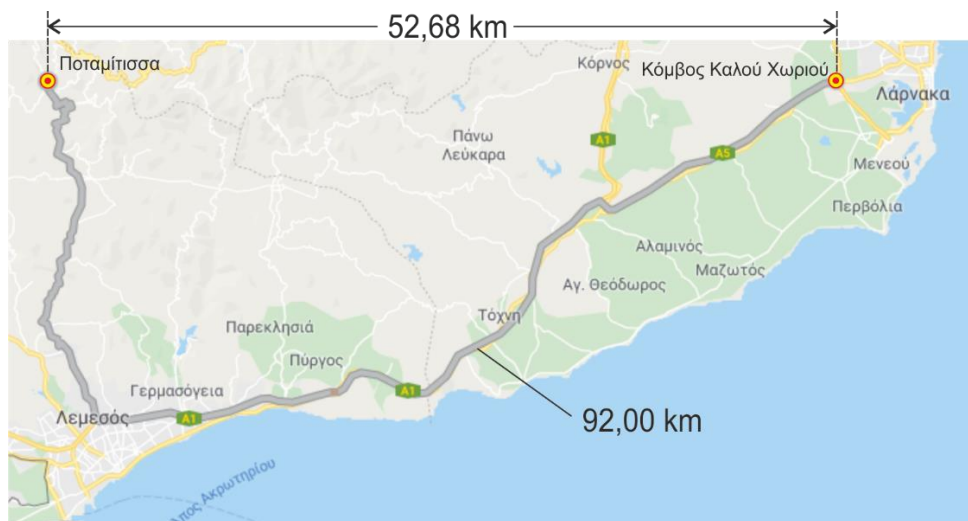 52,68 km
Ποταμίτισσα
Κόρνος
Κόμβος Καλού Χωριού
Λάρνακα
Πάνω
Λεύκαρα
A1
A5
Μενεού
Περβόλια
Αλαμινός
Μαζωτός
Αγ. Θεόδωρος
Τόχνη
Παρεκλησιά
Πύργος
Γερμασόγεια
A1
Λεμεσός
A1
92,00 km
Ακρωτηρίου